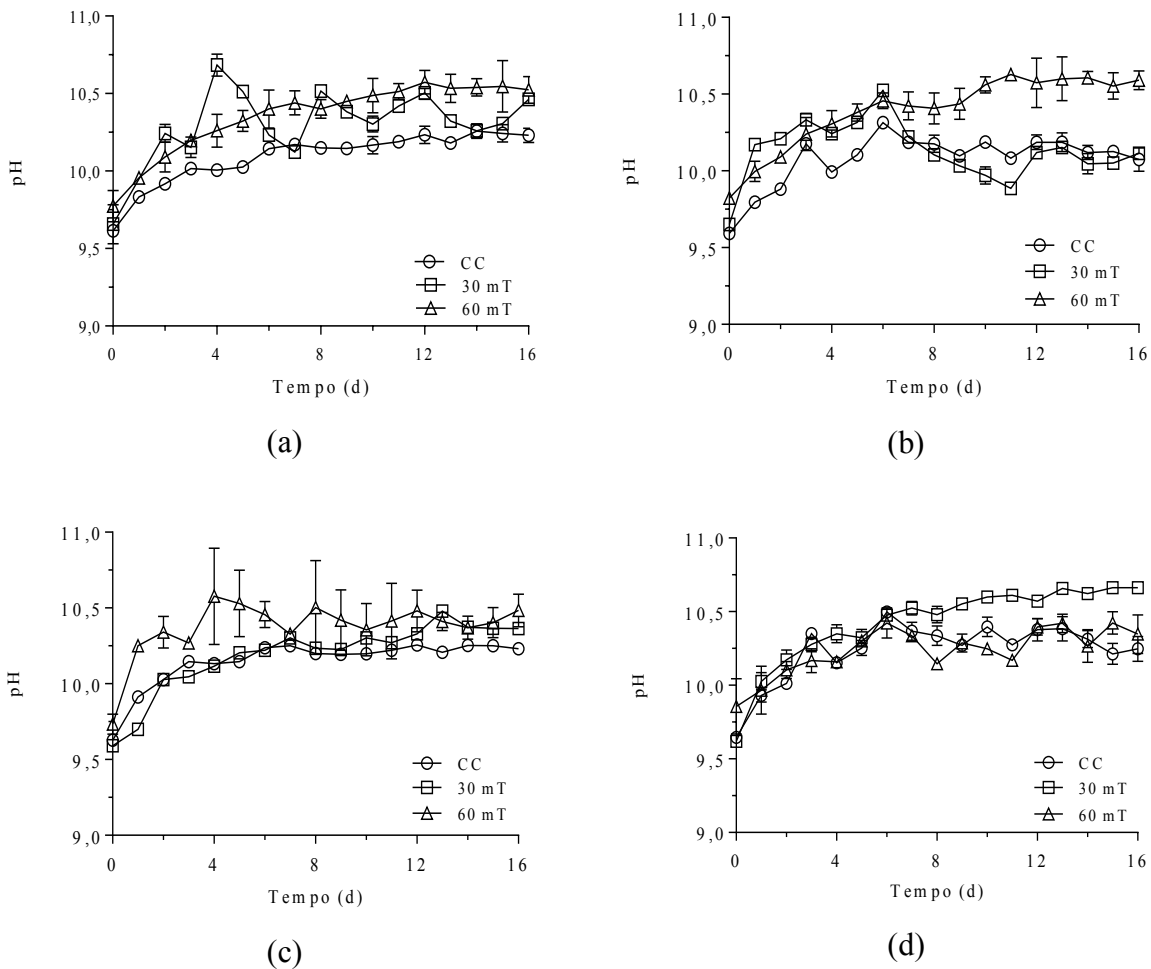 11,0
10,5
10,0
9,5
9,0
pH
0 4 8 12 16
Tempo (d)
CC
30 mT
60 mT
(a)
11,0
10,5
10,0
9,5
9,0
pH
0 4 8 12 16
Tempo (d)
CC
30 mT
60 mT
(b)
11,0
10,5
10,0
9,5
9,0
pH
0 4 8 12 16
Tempo (d)
CC
30 mT
60 mT
(c)
11,0
10,5
10,0
9,5
9,0
pH
0 4 8 12 16
Tempo (d)
CC
30 mT
60 mT
(d)